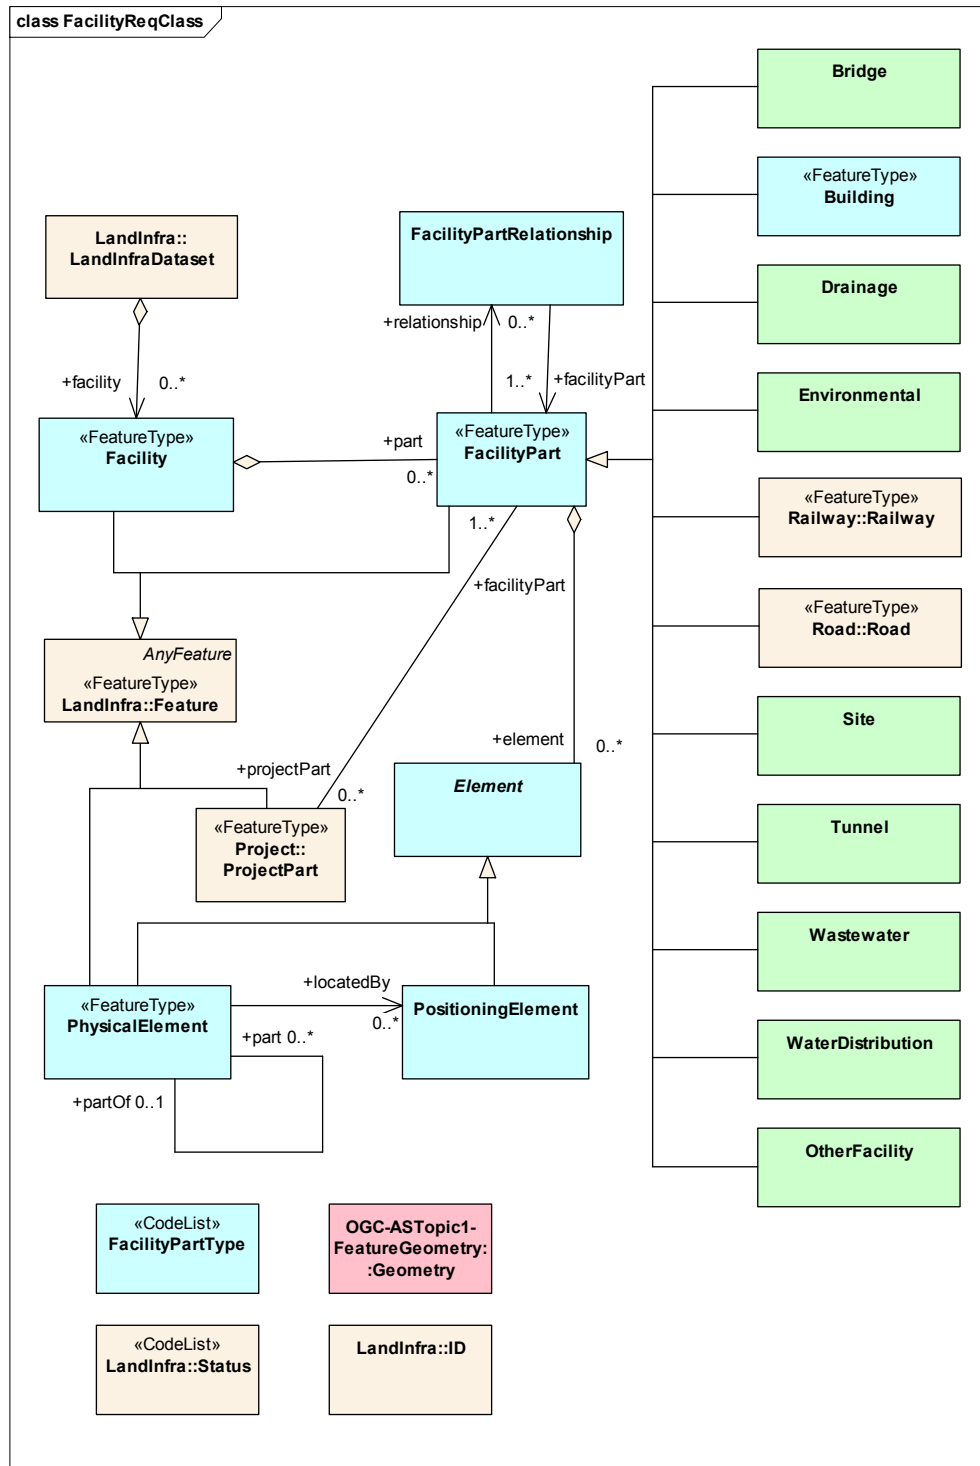 class FacilityReqClass
Bridge
«FeatureType»
Building
Drainage
Environmental
«FeatureType»
Railway::Railway
«FeatureType»
Road::Road
Site
Tunnel
Wastewater
WaterDistribution
OtherFacility
LandInfra::
LandInfraDataset
FacilityPartRelationship
+relationship
0..*
1..*
+facilityPart
+facility
0..*
«FeatureType»
Facility
+part
0..*
«FeatureType»
FacilityPart
1..*
+facilityPart
AnyFeature
«FeatureType»
LandInfra::Feature
+projectPart
0..*
+element
0..*
«FeatureType»
Project::
ProjectPart
Element
«FeatureType»
PhysicalElement
+locatedBy
0..*
PositioningElement
+part 0..*
+partOf 0..1
«CodeList»
FacilityPartType
OGC-ASTopic1-
FeatureGeometry:
:Geometry
«CodeList»
LandInfra::Status
LandInfra::ID